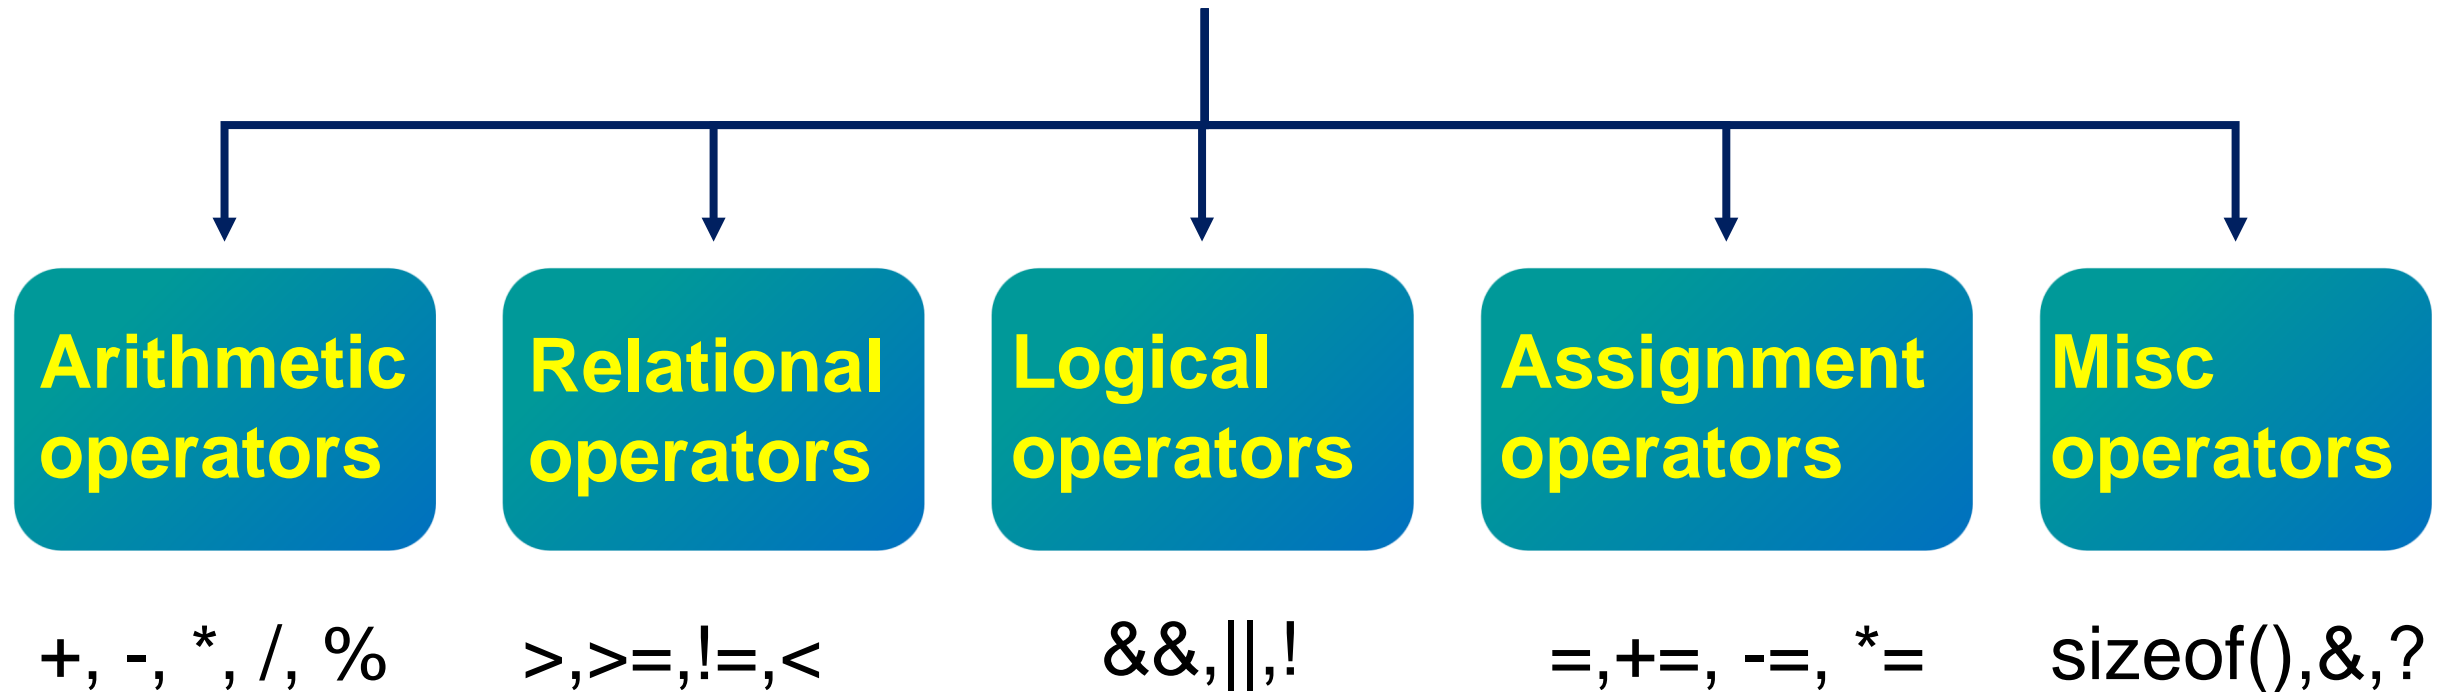 Arithmetic
operators
Relational
operators
Logical
operators
Assignment
operators
Misc
operators
+, -, *, /, %
>,>=,!=,<
&&,||,!
=,+=, -=, *=
sizeof(),&,?